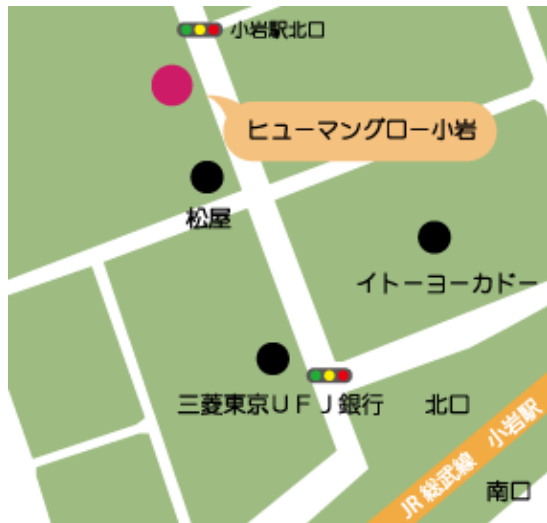 小岩駅北口
ヒューマングロー小岩
松屋
イトーヨーカドー
三菱東京UFJ銀行
北口
JR 総武線 小岩駅
南口